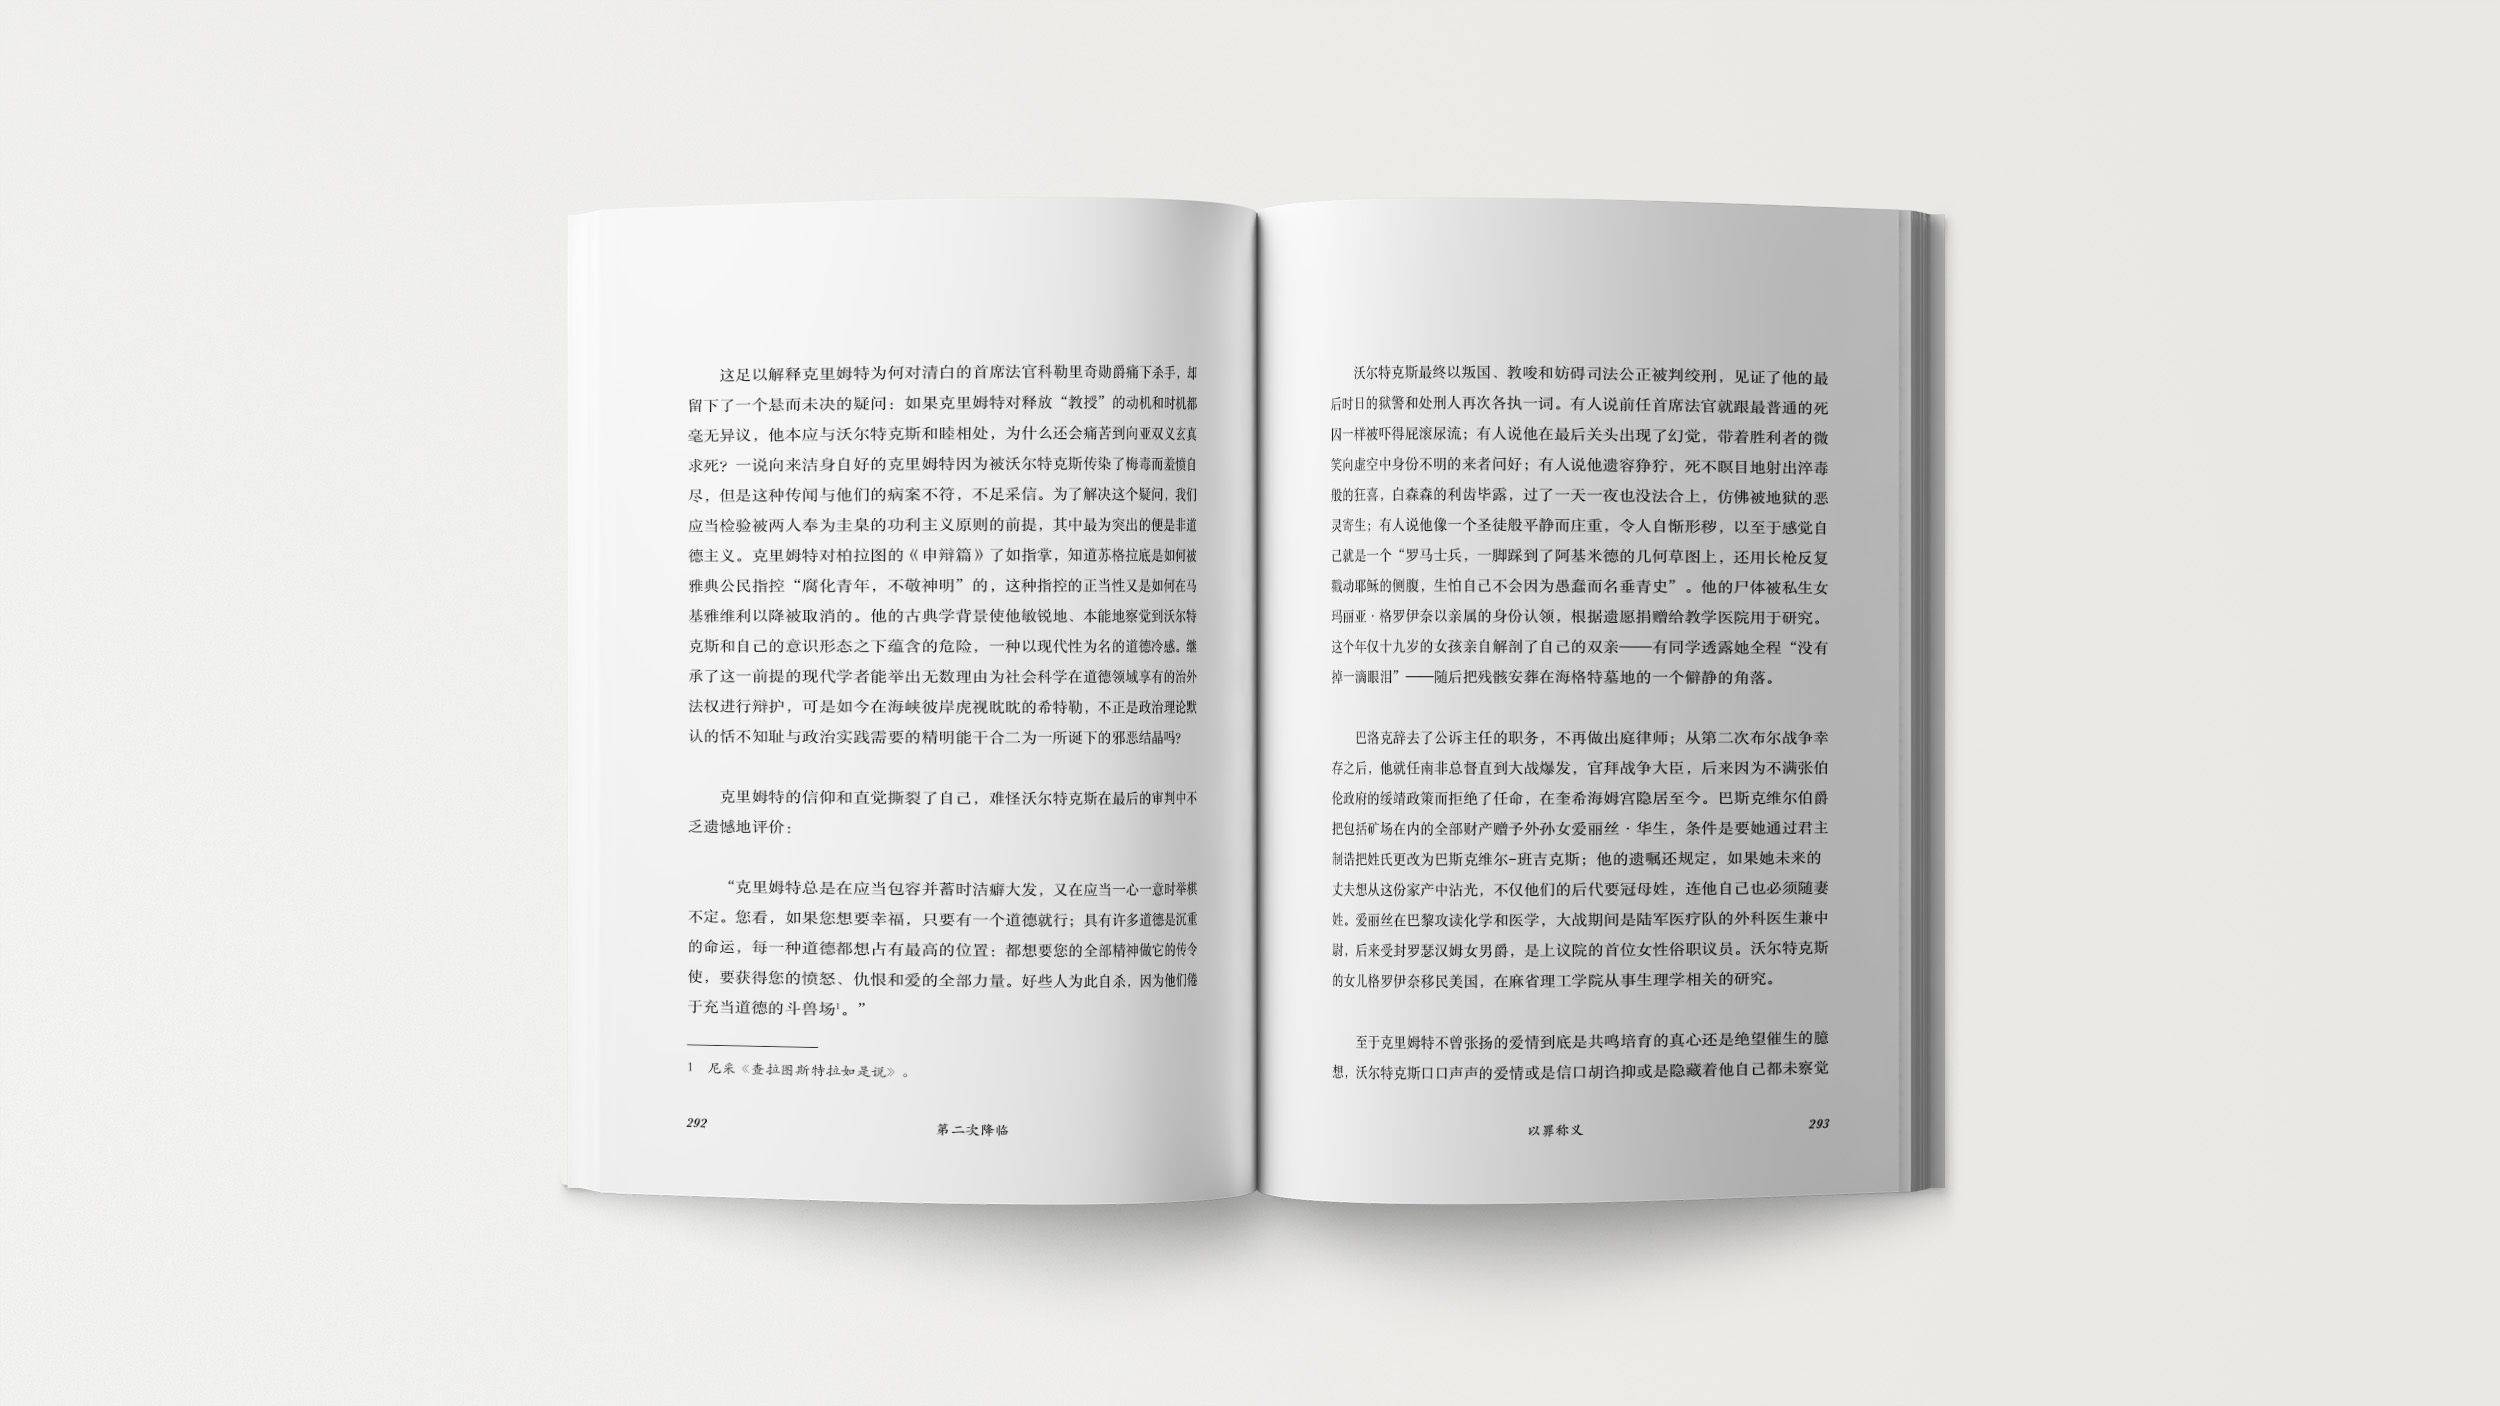 这足以解释克里姆特为何对清白的首席法官科勒里奇勋爵痛下杀手，却
留下了一个悬而未决的疑问：如果克里姆特对释放“教授”的动机和时机都
毫无异议，他本应与沃尔特克斯和睦相处，为什么还会痛苦到向亚双义玄真
求死？一说向来洁身自好的克里姆特因为被沃尔特克斯传染了梅毒而羞愤自
尽，但是这种传闻与他们的病案不符，不足采信。为了解决这个疑问，我们
应当检验被两人奉为圭臬的功利主义原则的前提，其中最为突出的便是非道
德主义。克里姆特对柏拉图的《申辩篇》了如指掌，知道苏格拉底是如何被
雅典公民指控“腐化青年，不敬神明”的，这种指控的正当性又是如何在马
基雅维利以降被取消的。他的古典学背景使他敏锐地、本能地察觉到沃尔特
克斯和自己的意识形态之下蕴含的危险，一种以现代性为名的道德冷感。继
承了这一前提的现代学者能举出无数理由为社会科学在道德领域享有的治外
法权进行辩护，可是如今在海峡彼岸虎视眈眈的希特勒，不正是政治理论默
认的恬不知耻与政治实践需要的精明能干合二为一所诞下的邪恶结晶吗？
克里姆特的信仰和直觉撕裂了自己，难怪沃尔特克斯在最后的审判中不
乏遗憾地评价：
“克里姆特总是在应当包容并蓄时洁癖大发，又在应当一心一意时举棋
不定。您看，如果您想要幸福，只要有一个道德就行；具有许多道德是沉重
的命运，每一种道德都想占有最高的位置：都想要您的全部精神做它的传令
使，要获得您的愤怒、仇恨和爱的全部力量。好些人为此自杀，因为他们倦
于充当道德的斗兽场1。”
1 尼采《查拉图斯特拉如是说》。
292
第二次降临
沃尔特克斯最终以叛国、教唆和妨碍司法公正被判绞刑，见证了他的最
后时日的狱警和处刑人再次各执一词。有人说前任首席法官就跟最普通的死
囚一样被吓得屁滚尿流；有人说他在最后关头出现了幻觉，带着胜利者的微
笑向虚空中身份不明的来者问好；有人说他遗容狰狞，死不瞑目地射出淬毒
般的狂喜，白森森的利齿毕露，过了一天一夜也没法合上，仿佛被地狱的恶
灵寄生；有人说他像一个圣徒般平静而庄重，令人自惭形秽，以至于感觉自
己就是一个“罗马士兵，一脚踩到了阿基米德的几何草图上，还用长枪反复
戳动耶稣的侧腹，生怕自己不会因为愚蠢而名垂青史”。他的尸体被私生女
玛丽亚·格罗伊奈以亲属的身份认领，根据遗愿捐赠给教学医院用于研究。
这个年仅十九岁的女孩亲自解剖了自己的双亲——有同学透露她全程“没有
掉一滴眼泪”——随后把残骸安葬在海格特墓地的一个僻静的角落。
巴洛克辞去了公诉主任的职务，不再做出庭律师；从第二次布尔战争幸
存之后，他就任南非总督直到大战爆发，官拜战争大臣，后来因为不满张伯
伦政府的绥靖政策而拒绝了任命，在奎希海姆宫隐居至今。巴斯克维尔伯爵
把包括矿场在内的全部财产赠予外孙女爱丽丝·华生，条件是要她通过君主
制诰把姓氏更改为巴斯克维尔-班吉克斯；他的遗嘱还规定，如果她未来的
丈夫想从这份家产中沾光，不仅他们的后代要冠母姓，连他自己也必须随妻
姓。爱丽丝在巴黎攻读化学和医学，大战期间是陆军医疗队的外科医生兼中
尉，后来受封罗瑟汉姆女男爵，是上议院的首位女性俗职议员。沃尔特克斯
的女儿格罗伊奈移民美国，在麻省理工学院从事生理学相关的研究。
至于克里姆特不曾张扬的爱情到底是共鸣培育的真心还是绝望催生的臆
想，沃尔特克斯口口声声的爱情或是信口胡诌抑或是隐藏着他自己都未察觉
以罪称义
293